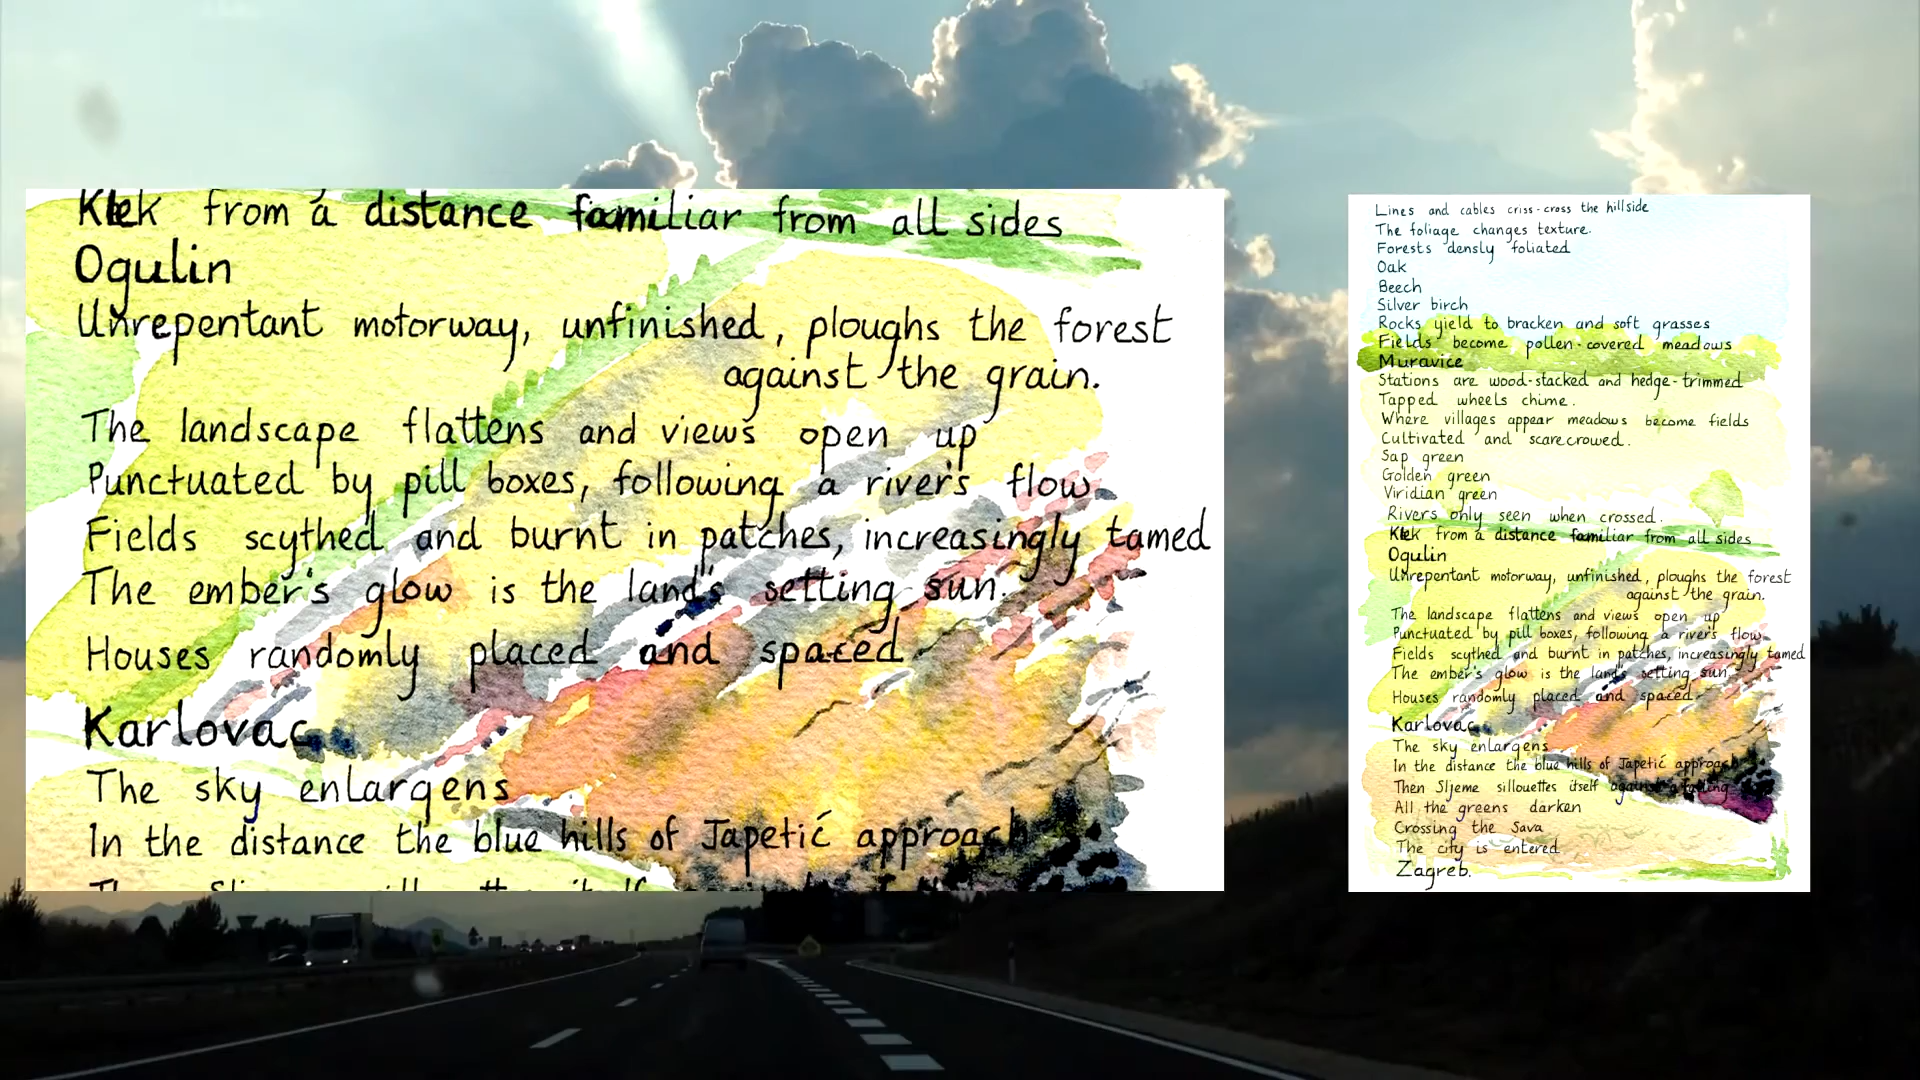 Klek from a distance familiar from all sides
Ogulin
Unrepentant motorway, unfinished, ploughs the forest
against the grain.
The landscape flattens and views open up
Punctuated by pill boxes, following a river's flow
Fields scythed and burnt in patches, increasingly tamed
The ember's glow is the land's setting sun.
Houses randomly placed and spaced.
Karlovac
The sky enlargens
In the distance the blue hills of Japetić approach
Lines and cables criss-cross the hillside
The foliage changes texture.
Forests densly foliated
Oak
Beech
Silver birch
Rocks yield to bracken and soft grasses
Fields become pollen-covered meadows
Muravice
Stations are wood-stacked and hedge-trimmed
Tapped wheels chime.
Where villages appear meadows become fields
Cultivated and scarecrowed.
Sap green
Golden green
Viridian green
Rivers only seen when crossed.
Klek from a distance familiar from all sides
Ogulin
Unrepentant motorway, unfinished, ploughs the forest
against the grain.
The landscape flattens and views open up
Punctuated by pill boxes, following a river's flow
Fields scythed and burnt in patches, increasingly tamed
The ember's glow is the land's setting sun.
Houses randomly placed and spaced.
Karlovac
The sky enlargens
In the distance the blue hills of Japetić approach
Then Sljeme sillouettes itself against a falling
All the greens darken
Crossing the Sava
The city is entered
Zagreb.